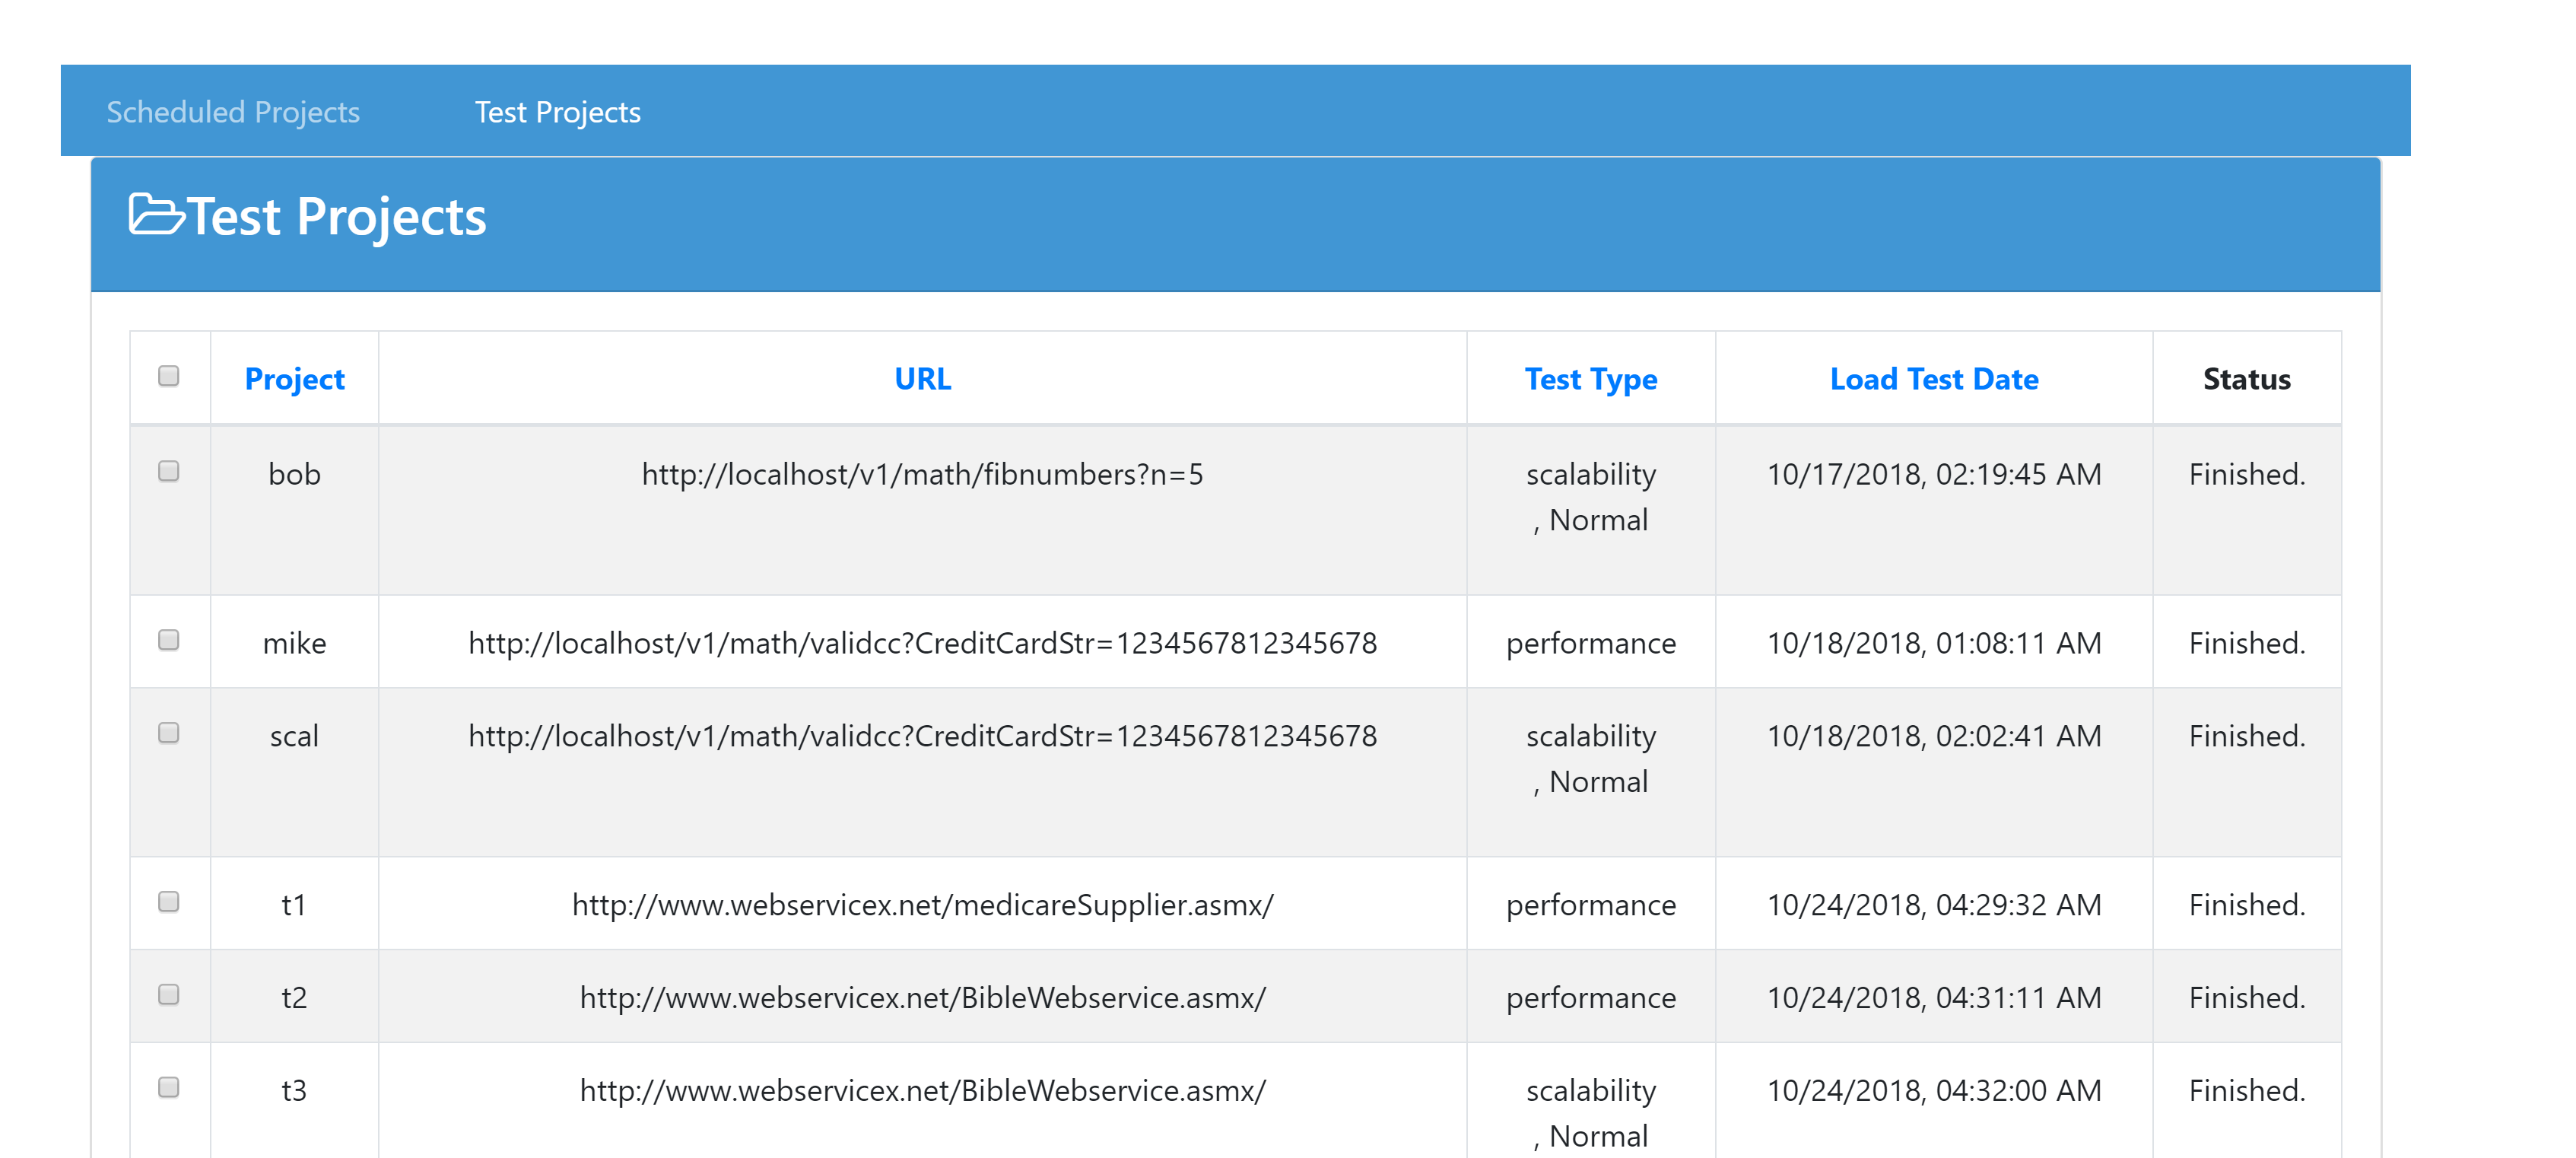 Scheduled Projects Test Projects
Test Projects
Project URL Test Type Load Test Date Status
bob http://localhost/v1/math/fibnumbers?n=5 scalability 10/17/2018, 02:19:45 AM Finished.
, Normal
mike http://localhost/v1/math/validcc?CreditCardStr=1234567812345678 performance 10/18/2018, 01:08:11 AM Finished.
scal http://localhost/v1/math/validcc?CreditCardStr=1234567812345678 scalability 10/18/2018, 02:02:41 AM Finished.
, Normal
t1 http://www.webservicex.net/medicareSupplier.asmx/ performance 10/24/2018, 04:29:32 AM Finished.
t2 http://www.webservicex.net/BibleWebservice.asmx/ performance 10/24/2018, 04:31:11 AM Finished.
t3 http://www.webservicex.net/BibleWebservice.asmx/ scalability 10/24/2018, 04:32:00 AM Finished.
, Normal